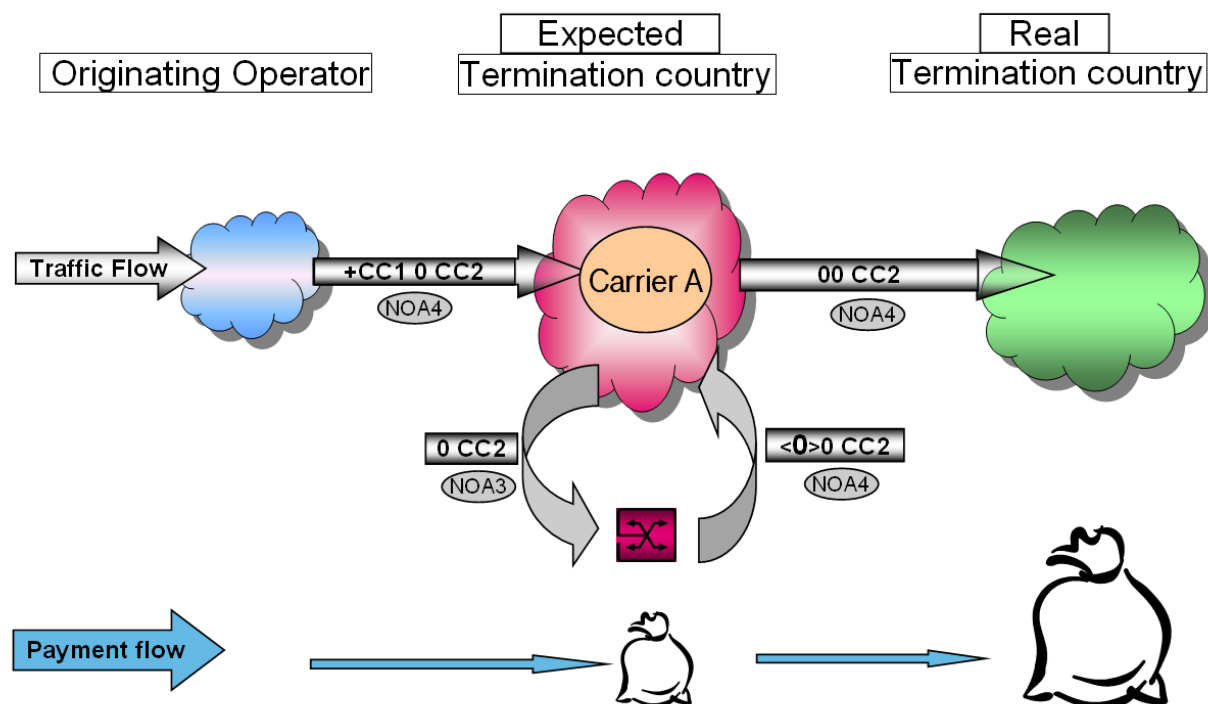 Originating Operator
Expected
Termination country
Real
Termination country
Traffic Flow
+CC1 0 CC2
NOA4
Carrier A
00 CC2
NOA4
0 CC2
NOA3
<0>0 CC2
NOA4
Payment flow